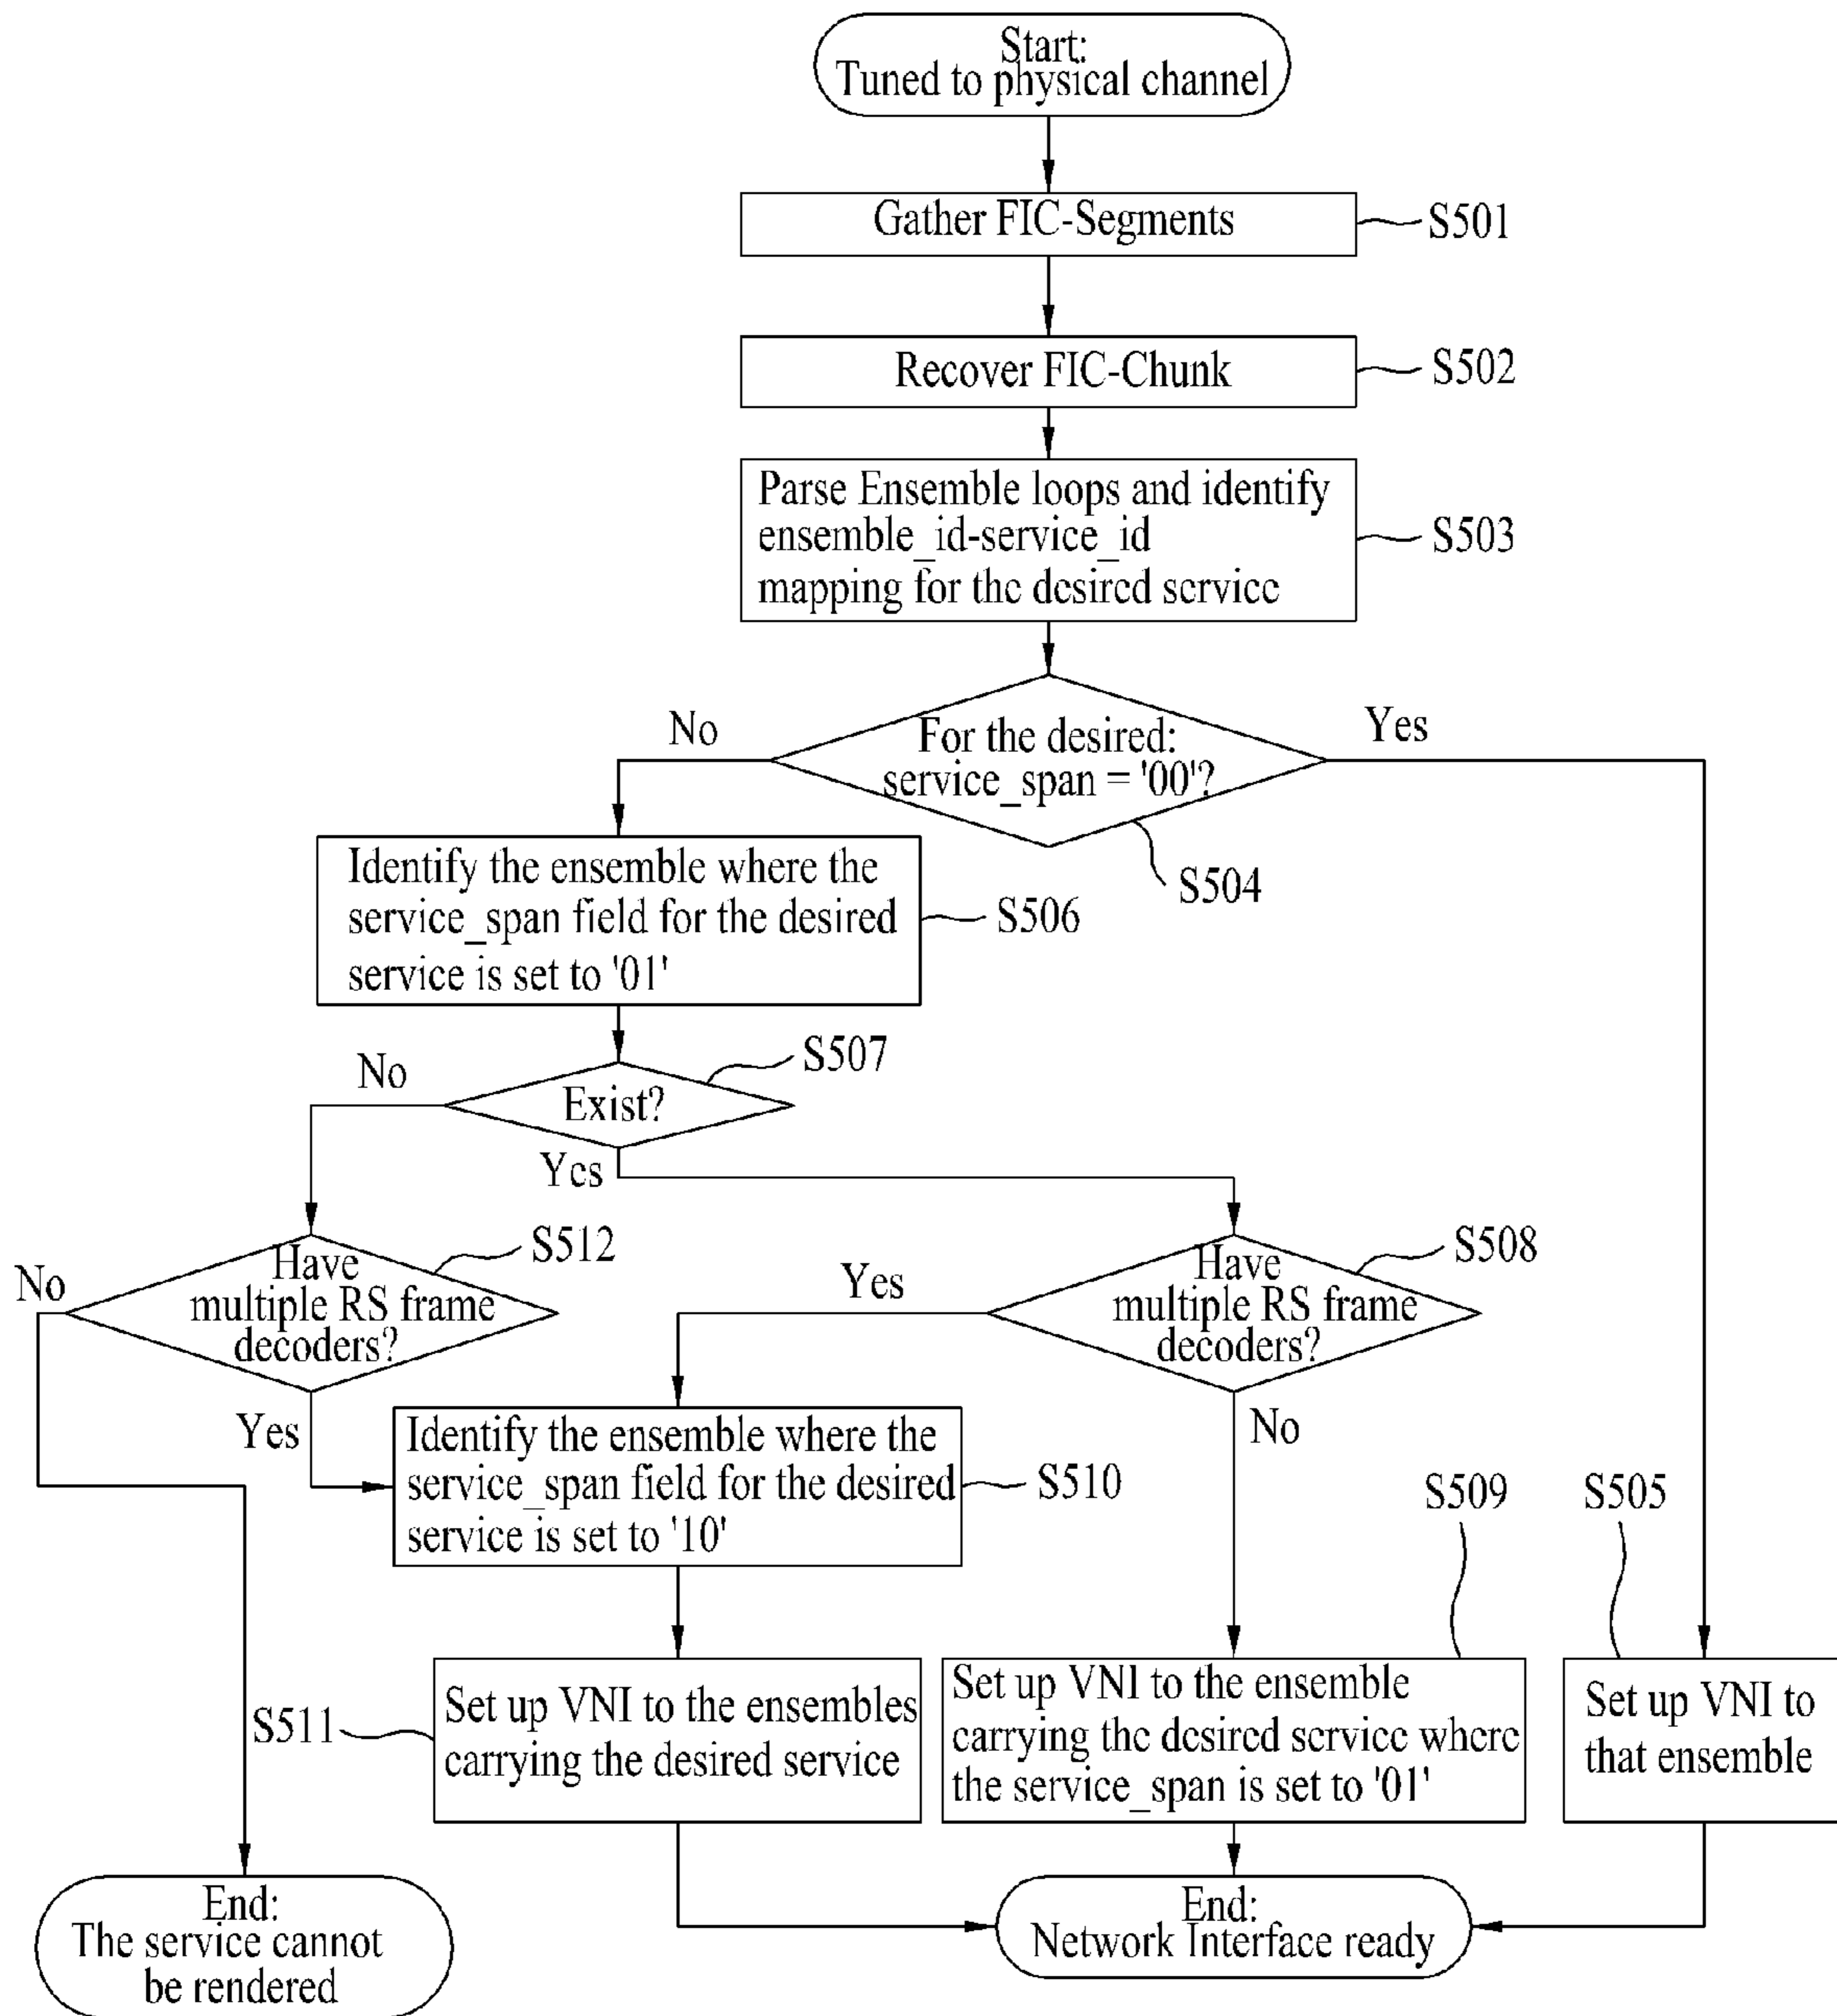 Start:
Tuned to physical channel
Gather FIC-Segments
S501
Recover FIC-Chunk
S502
Parse Ensemble loops and identify
ensemble_id-service_id
mapping for the desired service
S503
No
For the desired:
service_span = '00'?
Yes
S504
Identify the ensemble where the
service_span field for the desired
service is set to '01'
S506
S507
No
Exist?
Yes
S512
No
Have
multiple RS frame
decoders?
Yes
S508
Yes
Have
multiple RS frame
decoders?
No
Identify the ensemble where the
service_span field for the desired
service is set to '10'
S510
S509
S505
S511
Set up VNI to the ensembles
carrying the desired service
Set up VNI to the ensemble
carrying the desired service where
the service_span is set to '01'
Set up VNI to
that ensemble
End:
The service cannot
be rendered
End:
Network Interface ready